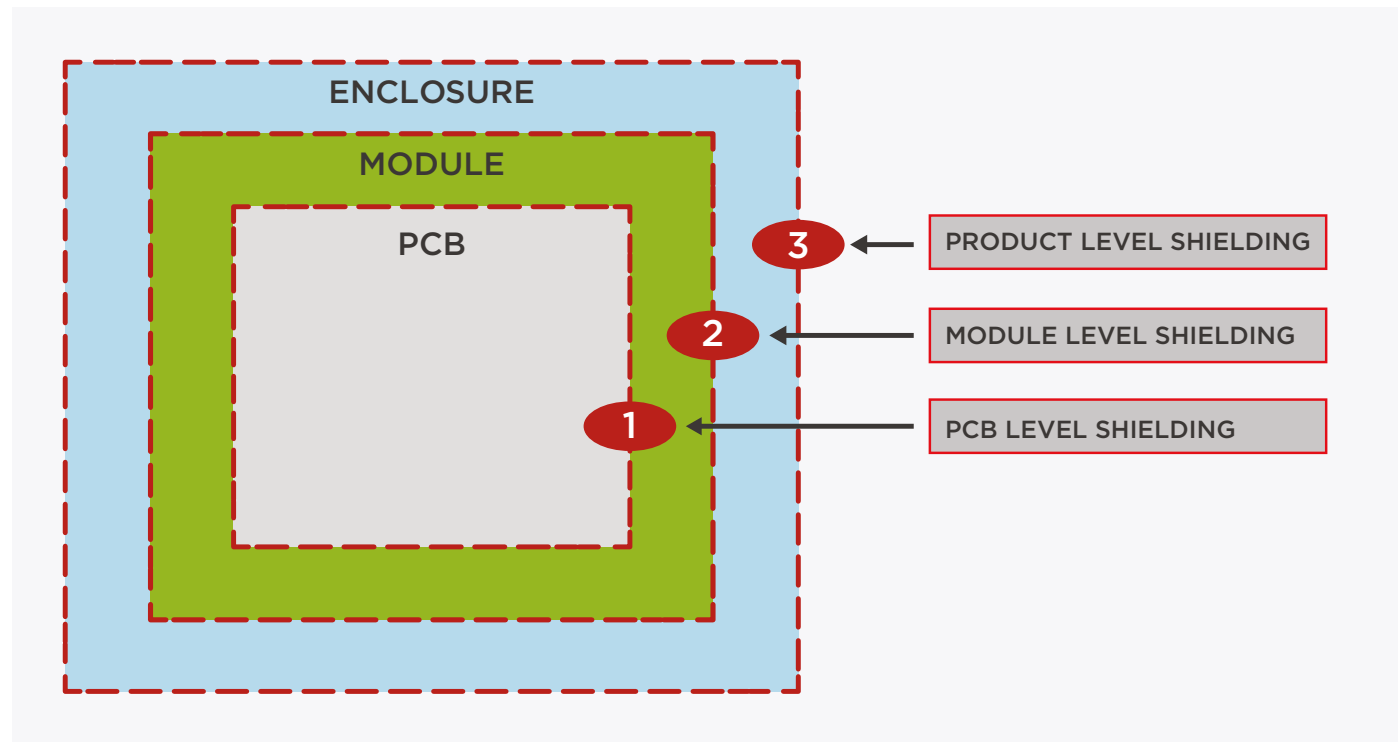 ENCLOSURE
MODULE
PCB
3
PRODUCT LEVEL SHIELDING
2
MODULE LEVEL SHIELDING
1
PCB LEVEL SHIELDING